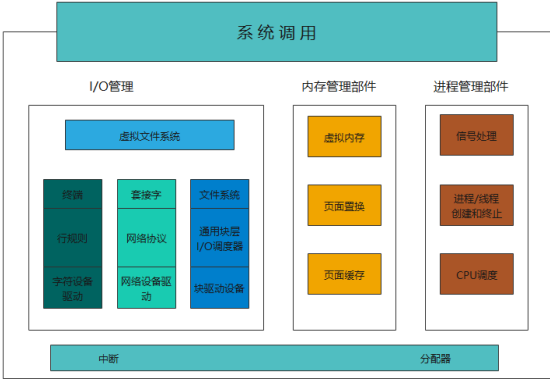 系统调用
I/O管理
内存管理部件
进程管理部件
虚拟文件系统
虚拟内存
信号处理
终端
套接字
文件系统
页面置换
进程/线程
创建和终止
行规则
网络协议
通用块层
I/O调度器
字符设备
驱动
网络设备驱
动
块驱动设备
页面缓存
CPU调度
中断
分配器